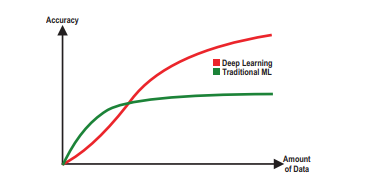 Accuracy
Deep Learning
Traditional ML
Amount
of Data